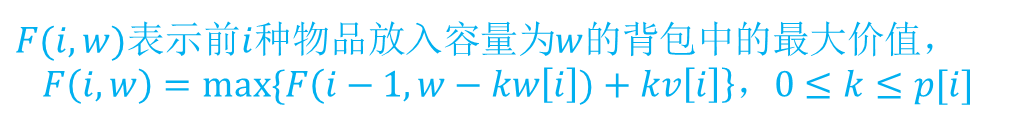 F(i,w)表示前i种物品放入容量为w的背包中的最大价值，
F(i,w) = max{F(i − 1,w − kw[i]) + kv[i]}，0 ≤ k ≤ p[i]